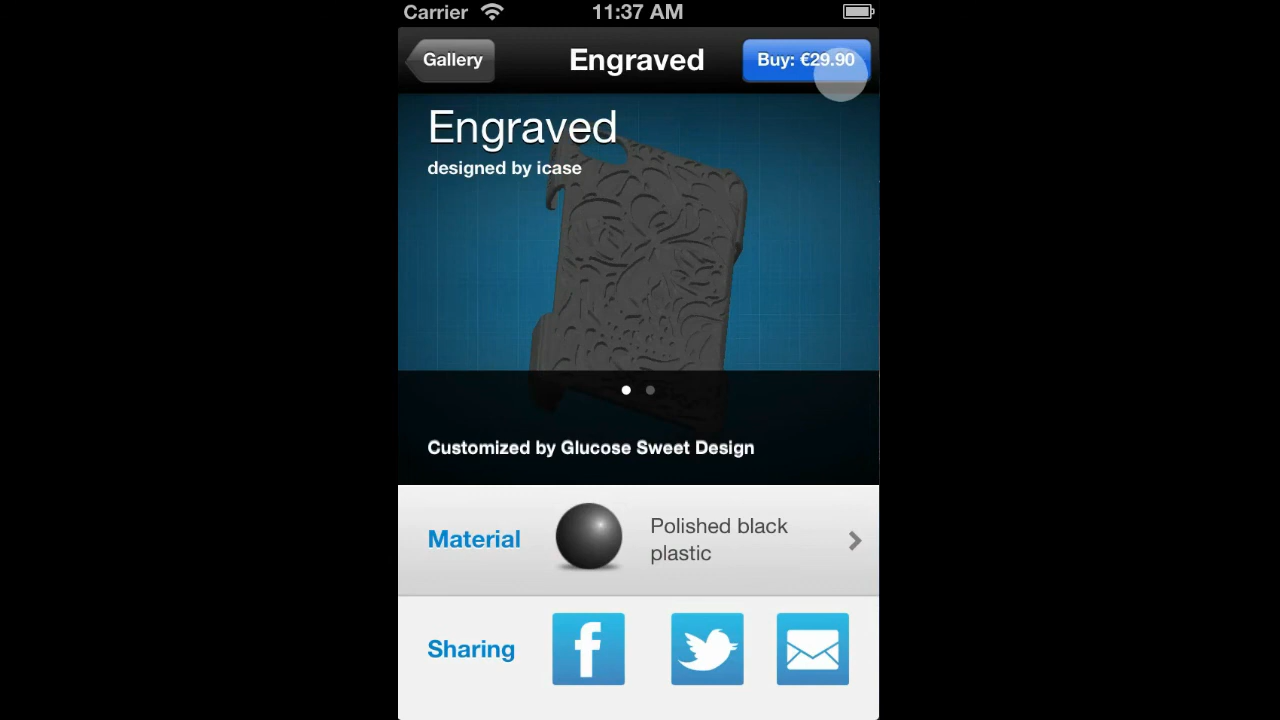 Carrier
11:37 AM
Gallery
Engraved
Buy: €29.90
Engraved
designed by icase
Customized by Glucose Sweet Design
Material
Polished black
plastic
Sharing